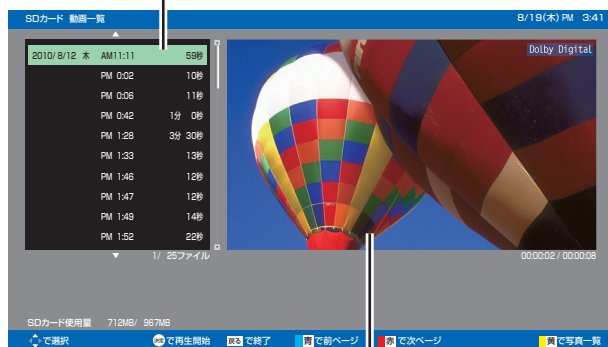 SDカード 動画一覧 8/19(木) PM 3:41
2010/ 8/12 木 AM11:11 59秒
PM 0:02 10秒
PM 0:06 11秒
PM 0:42 1分 0秒
PM 1:28 3分 30秒
PM 1:33 13秒
PM 1:46 12秒
PM 1:47 12秒
PM 1:49 14秒
PM 1:52 22秒
Dolby Digital
1/ 25ファイル
00:00:02 / 00:00:08
SDカード使用量 712MB/ 967MB
で選択 決定 で再生開始 戻る で終了 青 で前ページ 赤 で次ページ 黄 で写真一覧